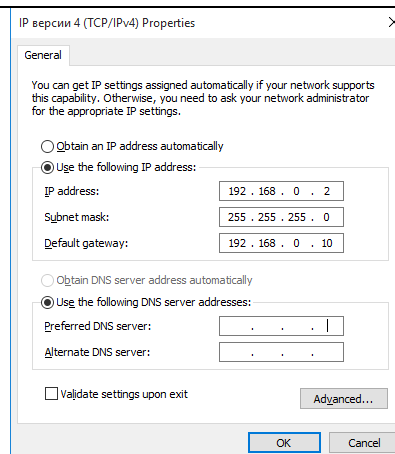 IP версии 4 (TCP/IPv4) Properties
General
You can get IP settings assigned automatically if your network supports
this capability. Otherwise, you need to ask your network administrator
for the appropriate IP settings.
Obtain an IP address automatically
Use the following IP address:
IP address: 192 . 168 . 0 . 2
Subnet mask: 255 . 255 . 255 . 0
Default gateway: 192 . 168 . 0 . 10
Obtain DNS server address automatically
Use the following DNS server addresses:
Preferred DNS server: . . .
Alternate DNS server: . . .
Validate settings upon exit
Advanced...
OK Cancel